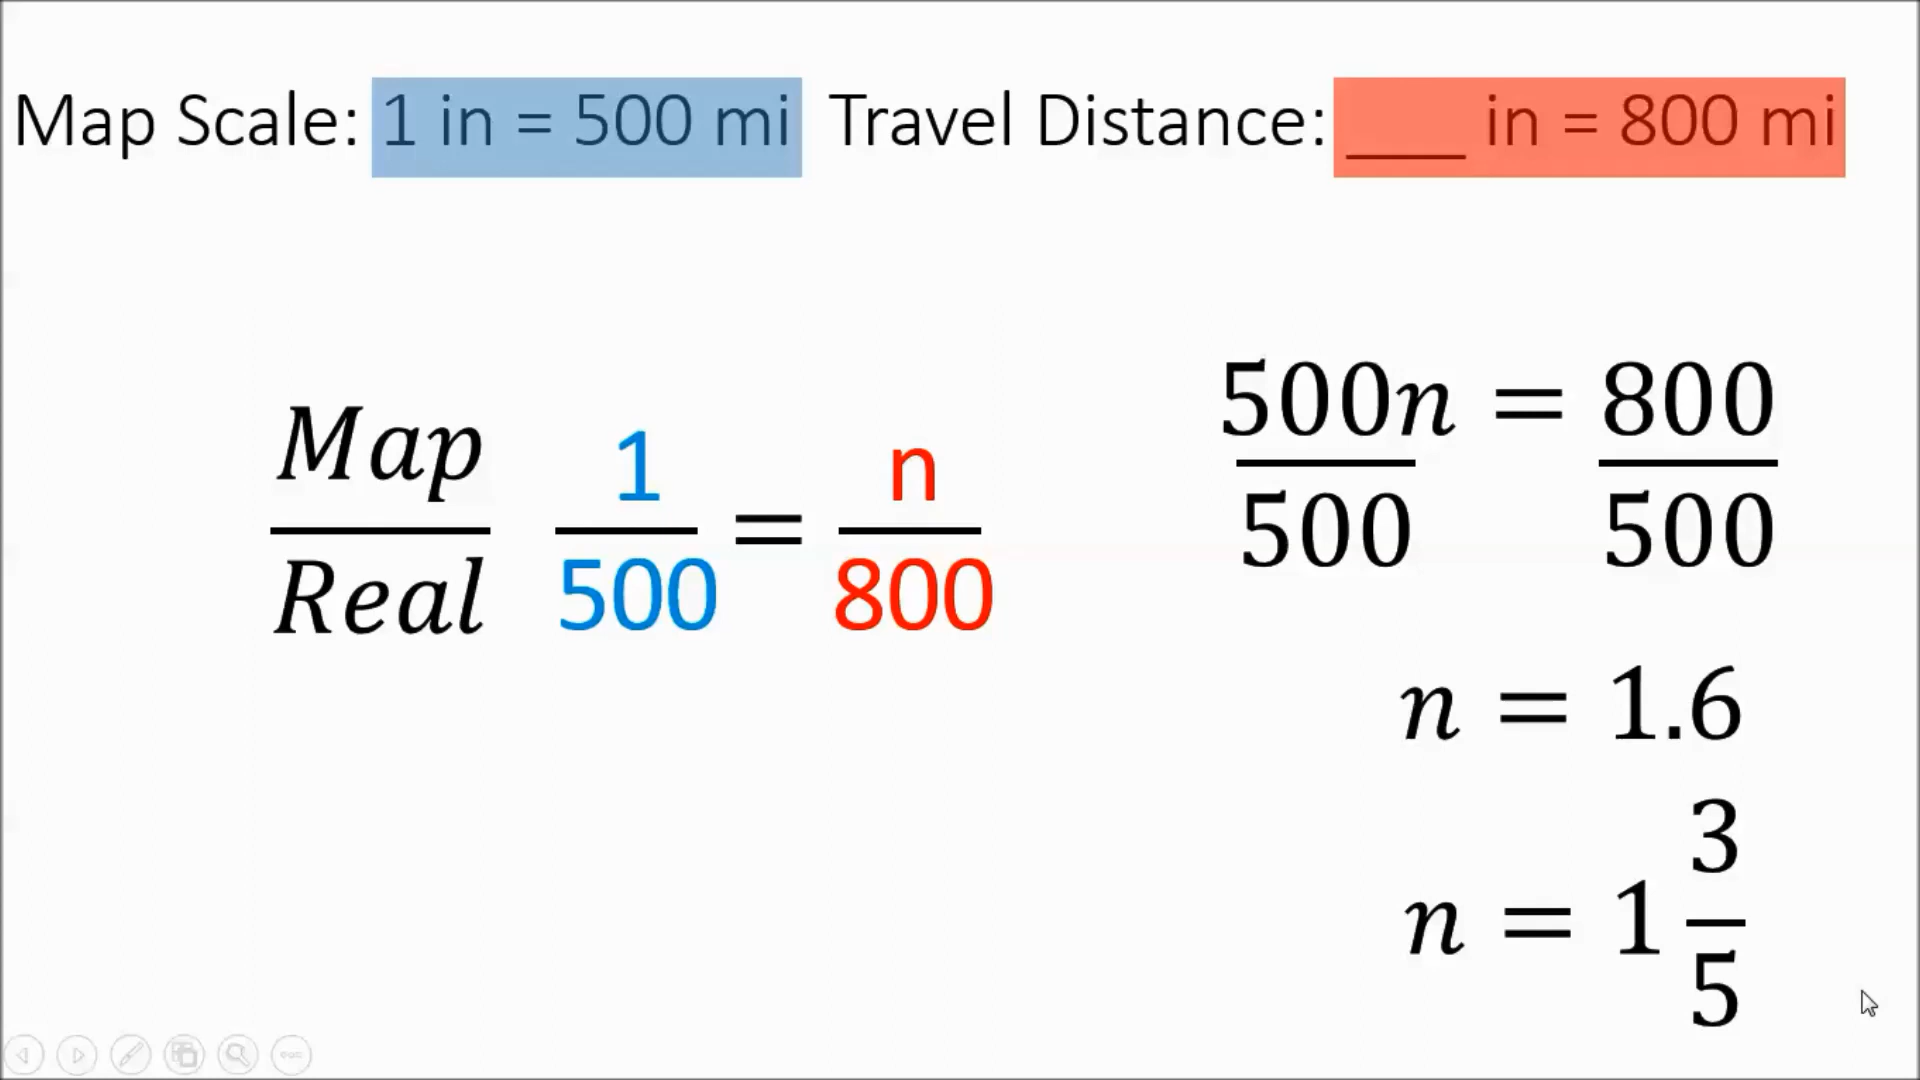 Map Scale: 1 in = 500 mi Travel Distance: ____ in = 800 mi
Map/Real 1/500 = n/800
500n/500 = 800/500
n = 1.6
n = 1 3/5